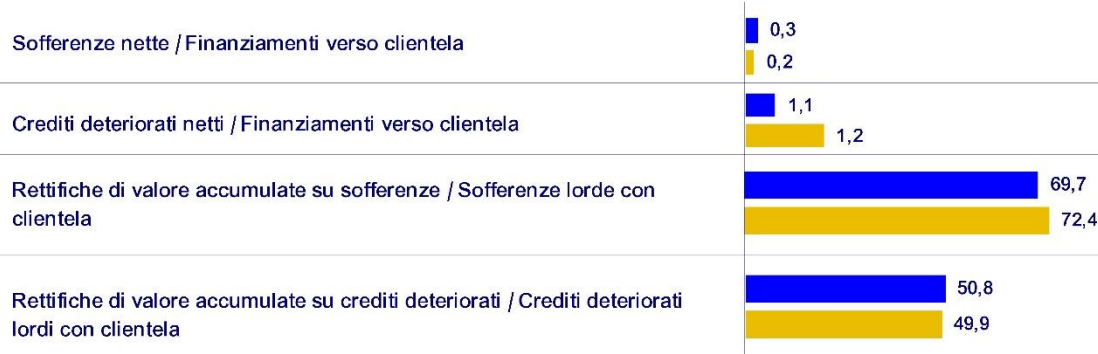 Sofferenze nette / Finanziamenti verso clientela
0,3
0,2
Crediti deteriorati netti / Finanziamenti verso clientela
1,1
1,2
Rettifiche di valore accumulate su sofferenze / Sofferenze lorde con
clientela
69,7
72,4
Rettifiche di valore accumulate su crediti deteriorati / Crediti deteriorati
lordi con clientela
50,8
49,9